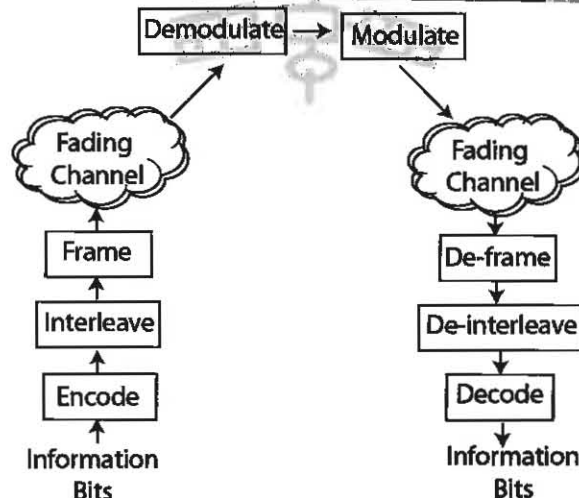 Demodulate
Modulate
Fading
Channel
Frame
Interleave
Encode
Information
Bits
Fading
Channel
De-frame
De-interleave
Decode
Information
Bits